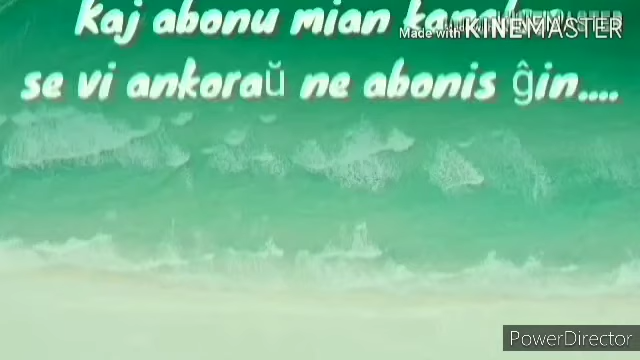 kaj abonu mian
Made with KINEMASTER
se vi ankoraŭ ne abonis ĝin....
PowerDirector